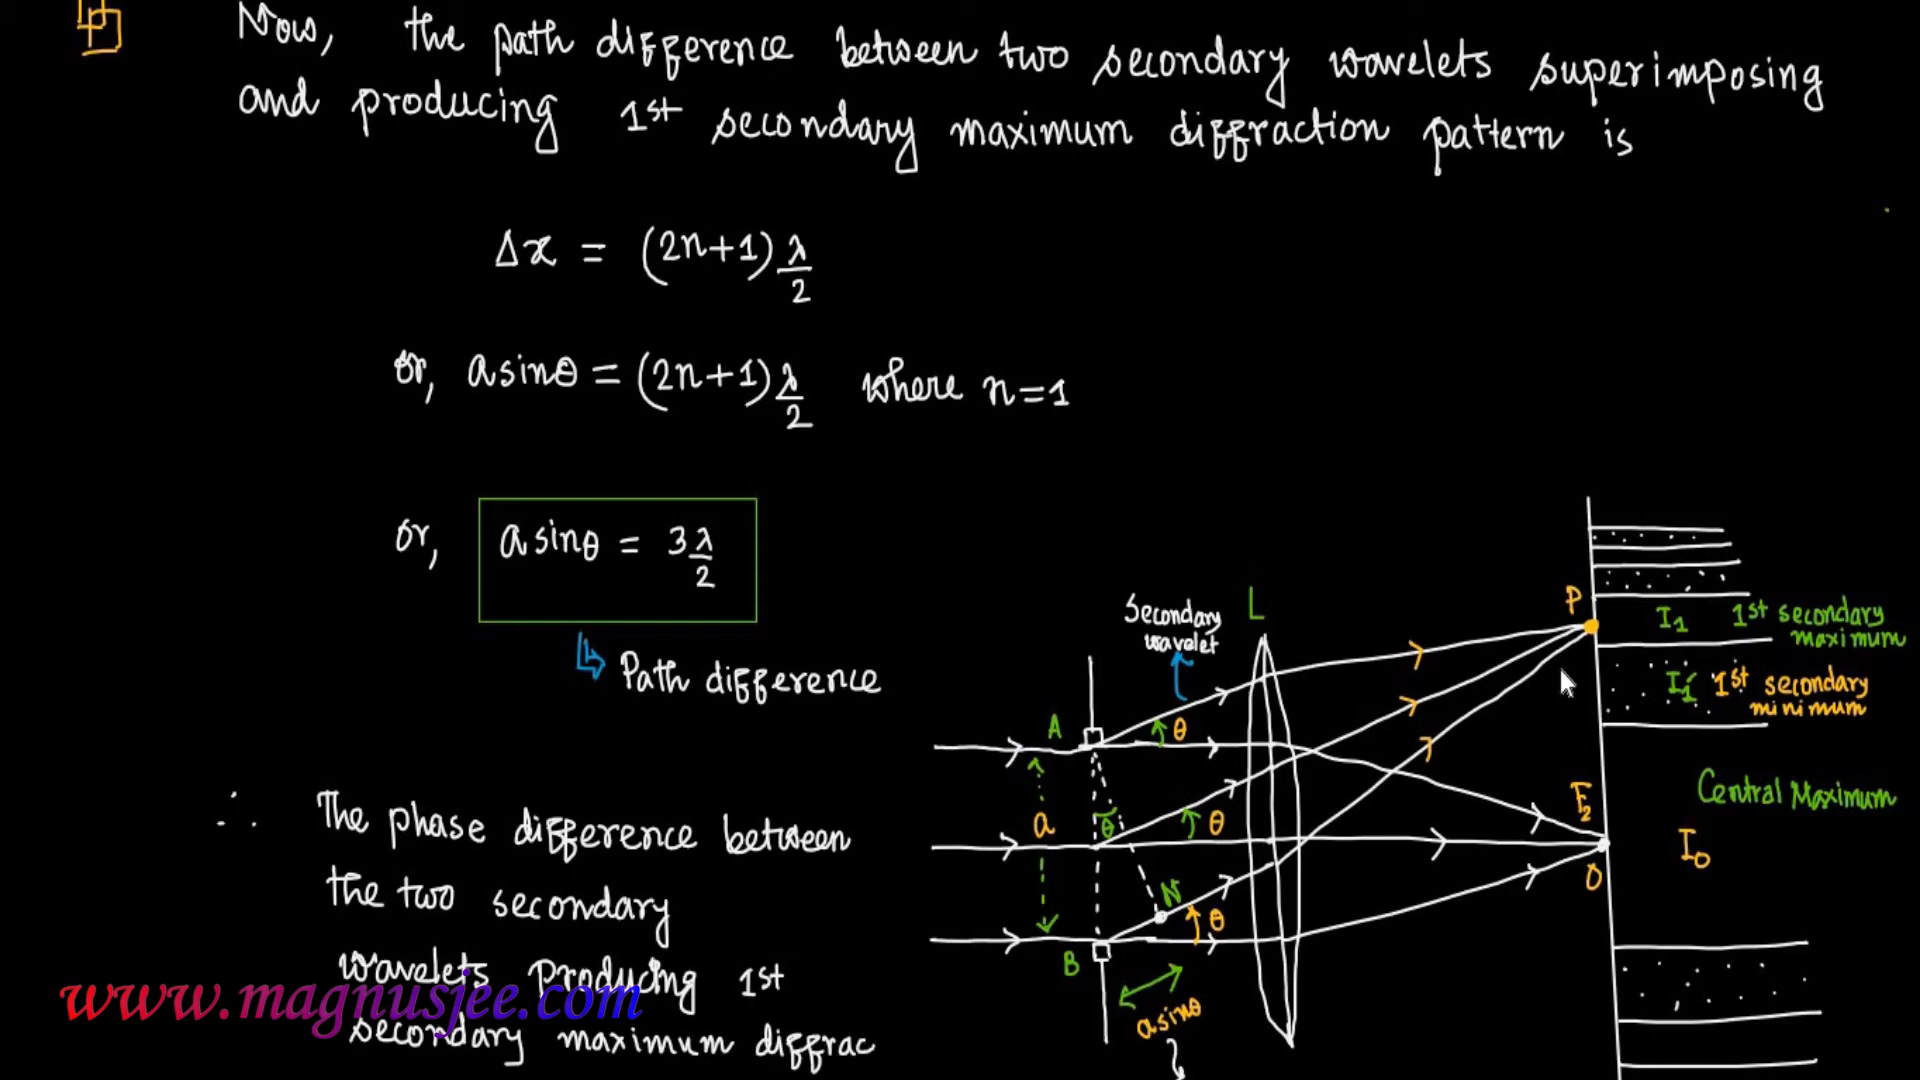 Now, the path difference between two secondary wavelets superimposing
and producing 1st secondary maximum diffraction pattern is
Δx = (2n+1)λ/2
or, a sinθ = (2n+1)λ/2 where n=1
or, a sinθ = 3λ/2
Path difference
∴ The phase difference between
the two secondary
wavelets producing 1st
secondary maximum diffrac
www.magnusjee.com
Secondary
wavelet
L
P
I₁ 1st secondary
maximum
I₁' 1st secondary
minimum
A
θ
a
θ
θ
F₂
Central Maximum
I₀
O
N
θ
B
a sinθ